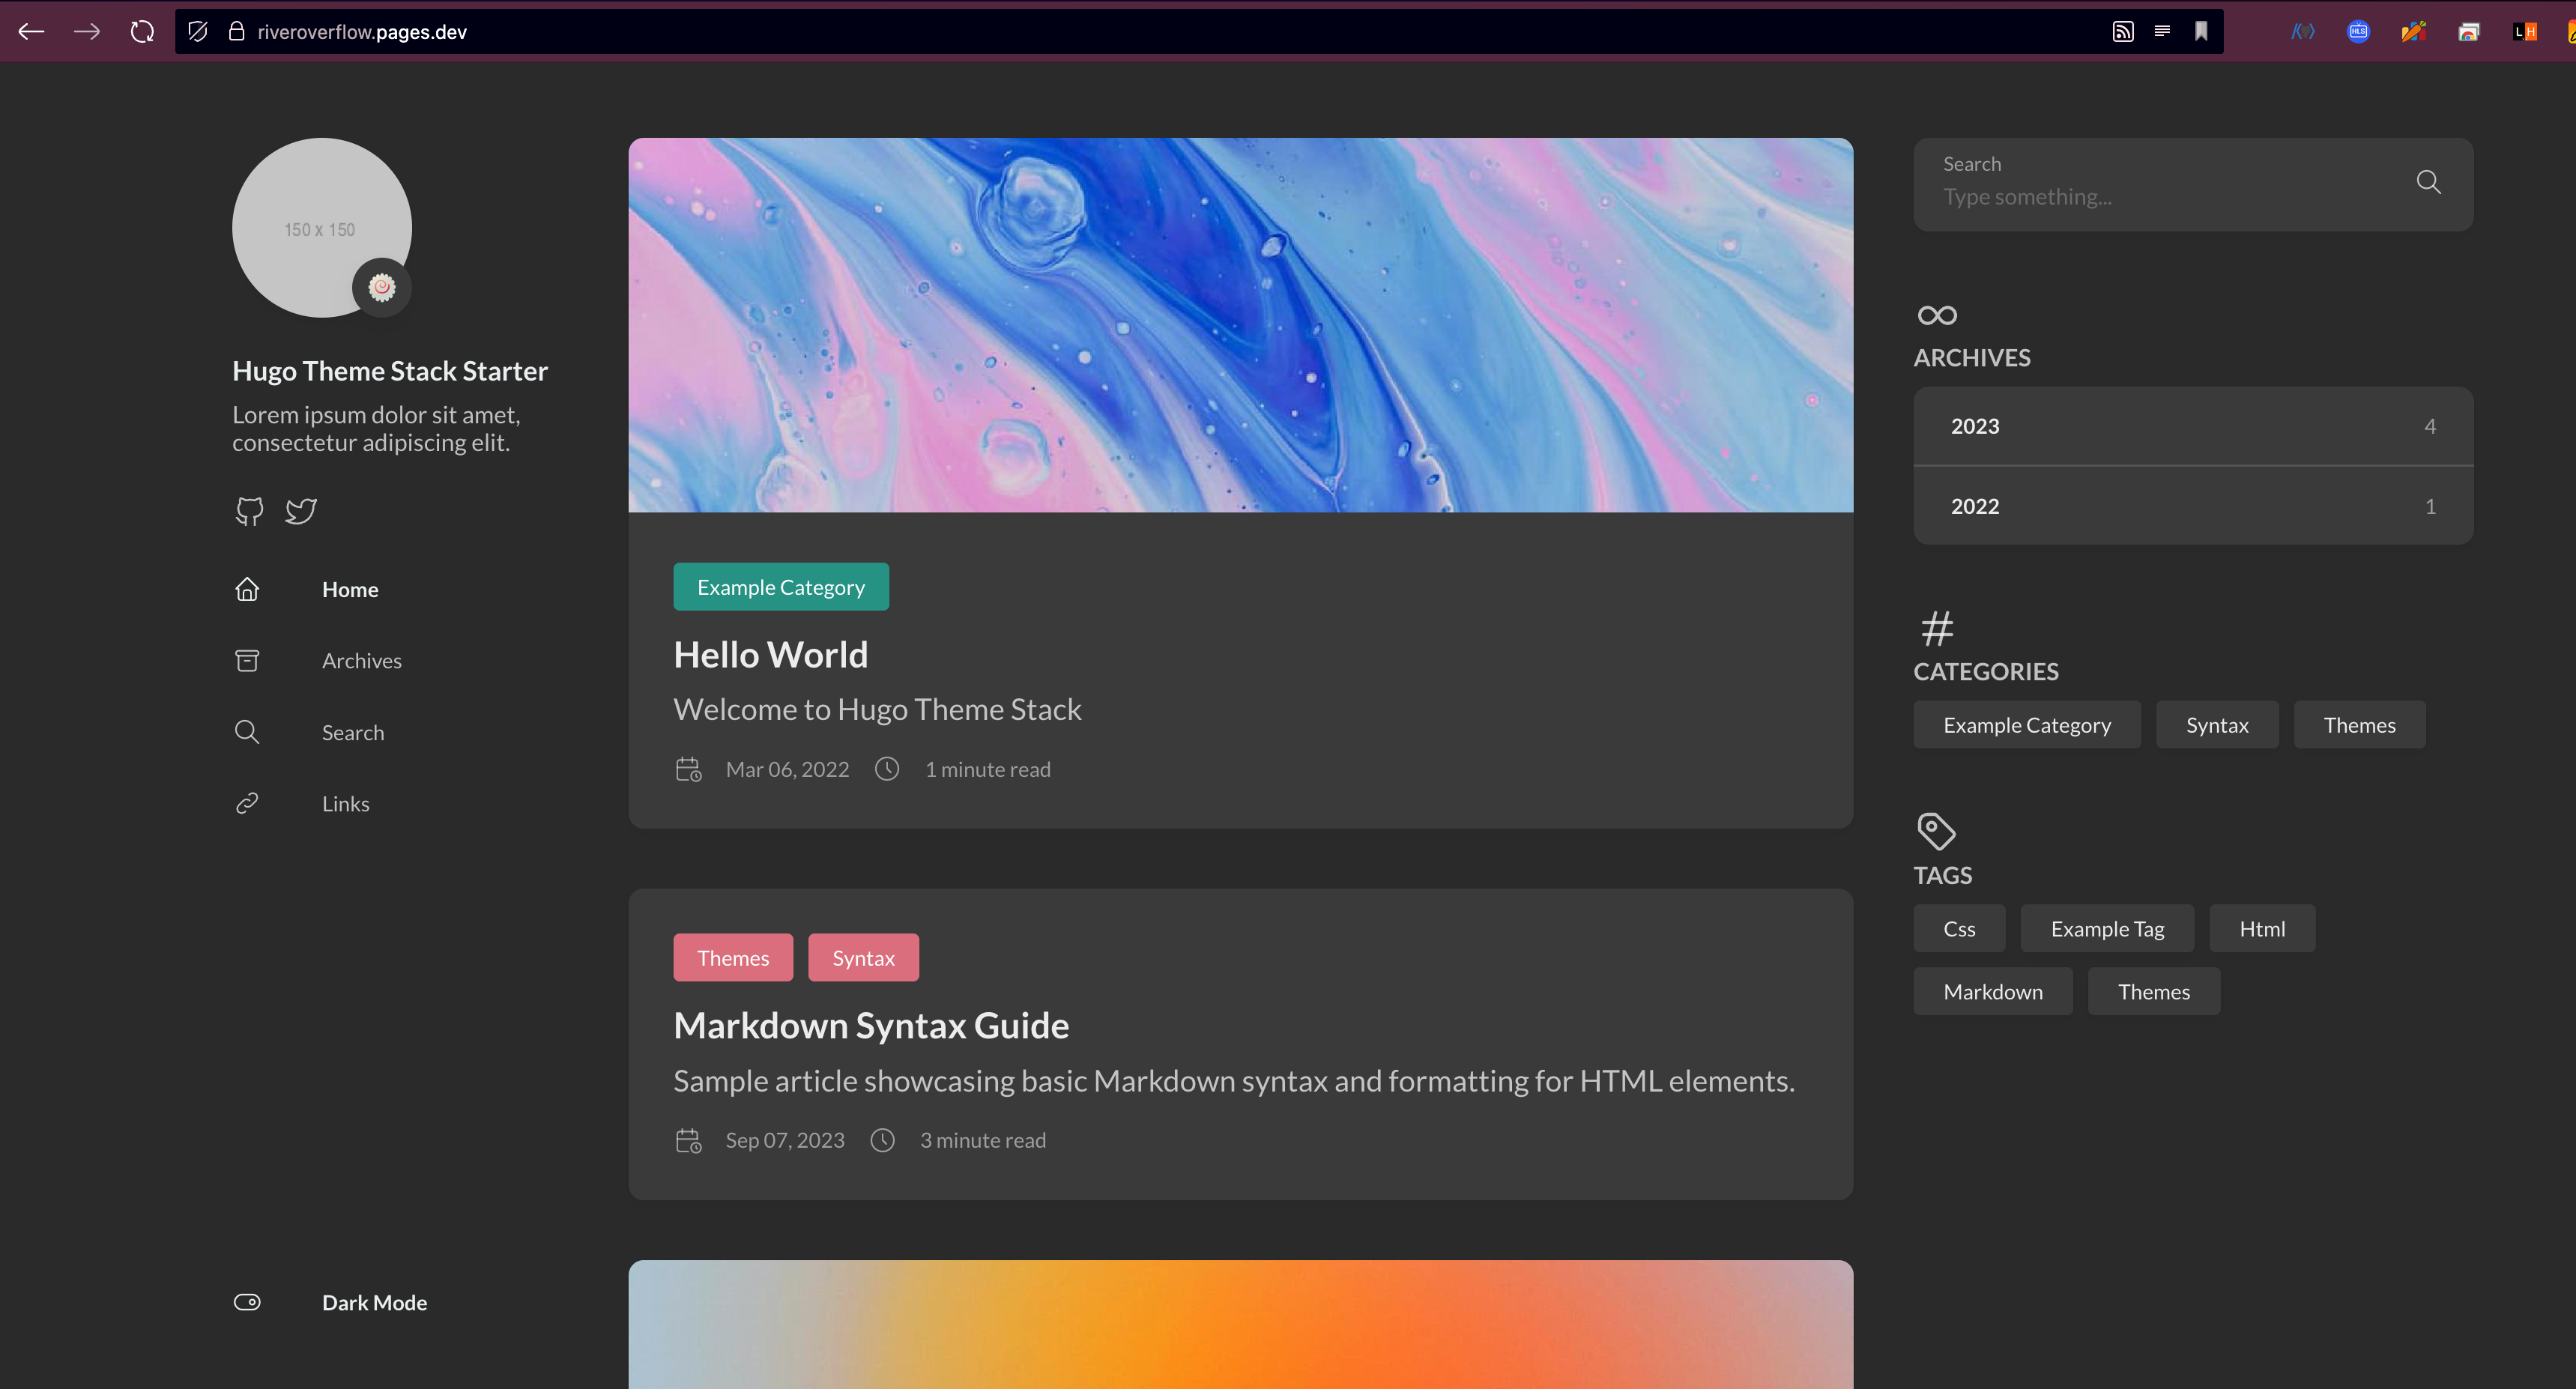 riveroverflow.pages.dev
HLS
LH
150 x 150
Hugo Theme Stack Starter
Lorem ipsum dolor sit amet,
consectetur adipiscing elit.
Home
Archives
Search
Links
Dark Mode
Example Category
Hello World
Welcome to Hugo Theme Stack
Mar 06, 2022 1 minute read
Themes Syntax
Markdown Syntax Guide
Sample article showcasing basic Markdown syntax and formatting for HTML elements.
Sep 07, 2023 3 minute read
Search
Type something...
ARCHIVES
2023 4
2022 1
CATEGORIES
Example Category Syntax Themes
TAGS
Css Example Tag Html
Markdown Themes